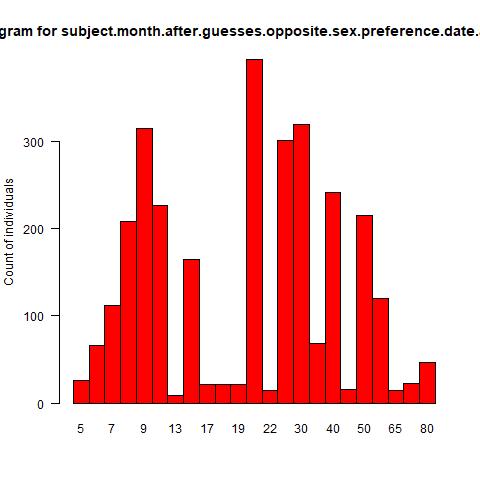 gram for subject.month.after.guesses.opposite.sex.preference.date.
Count of individuals
300
200
100
0
5 7 9 13 17 19 22 30 40 50 65 80